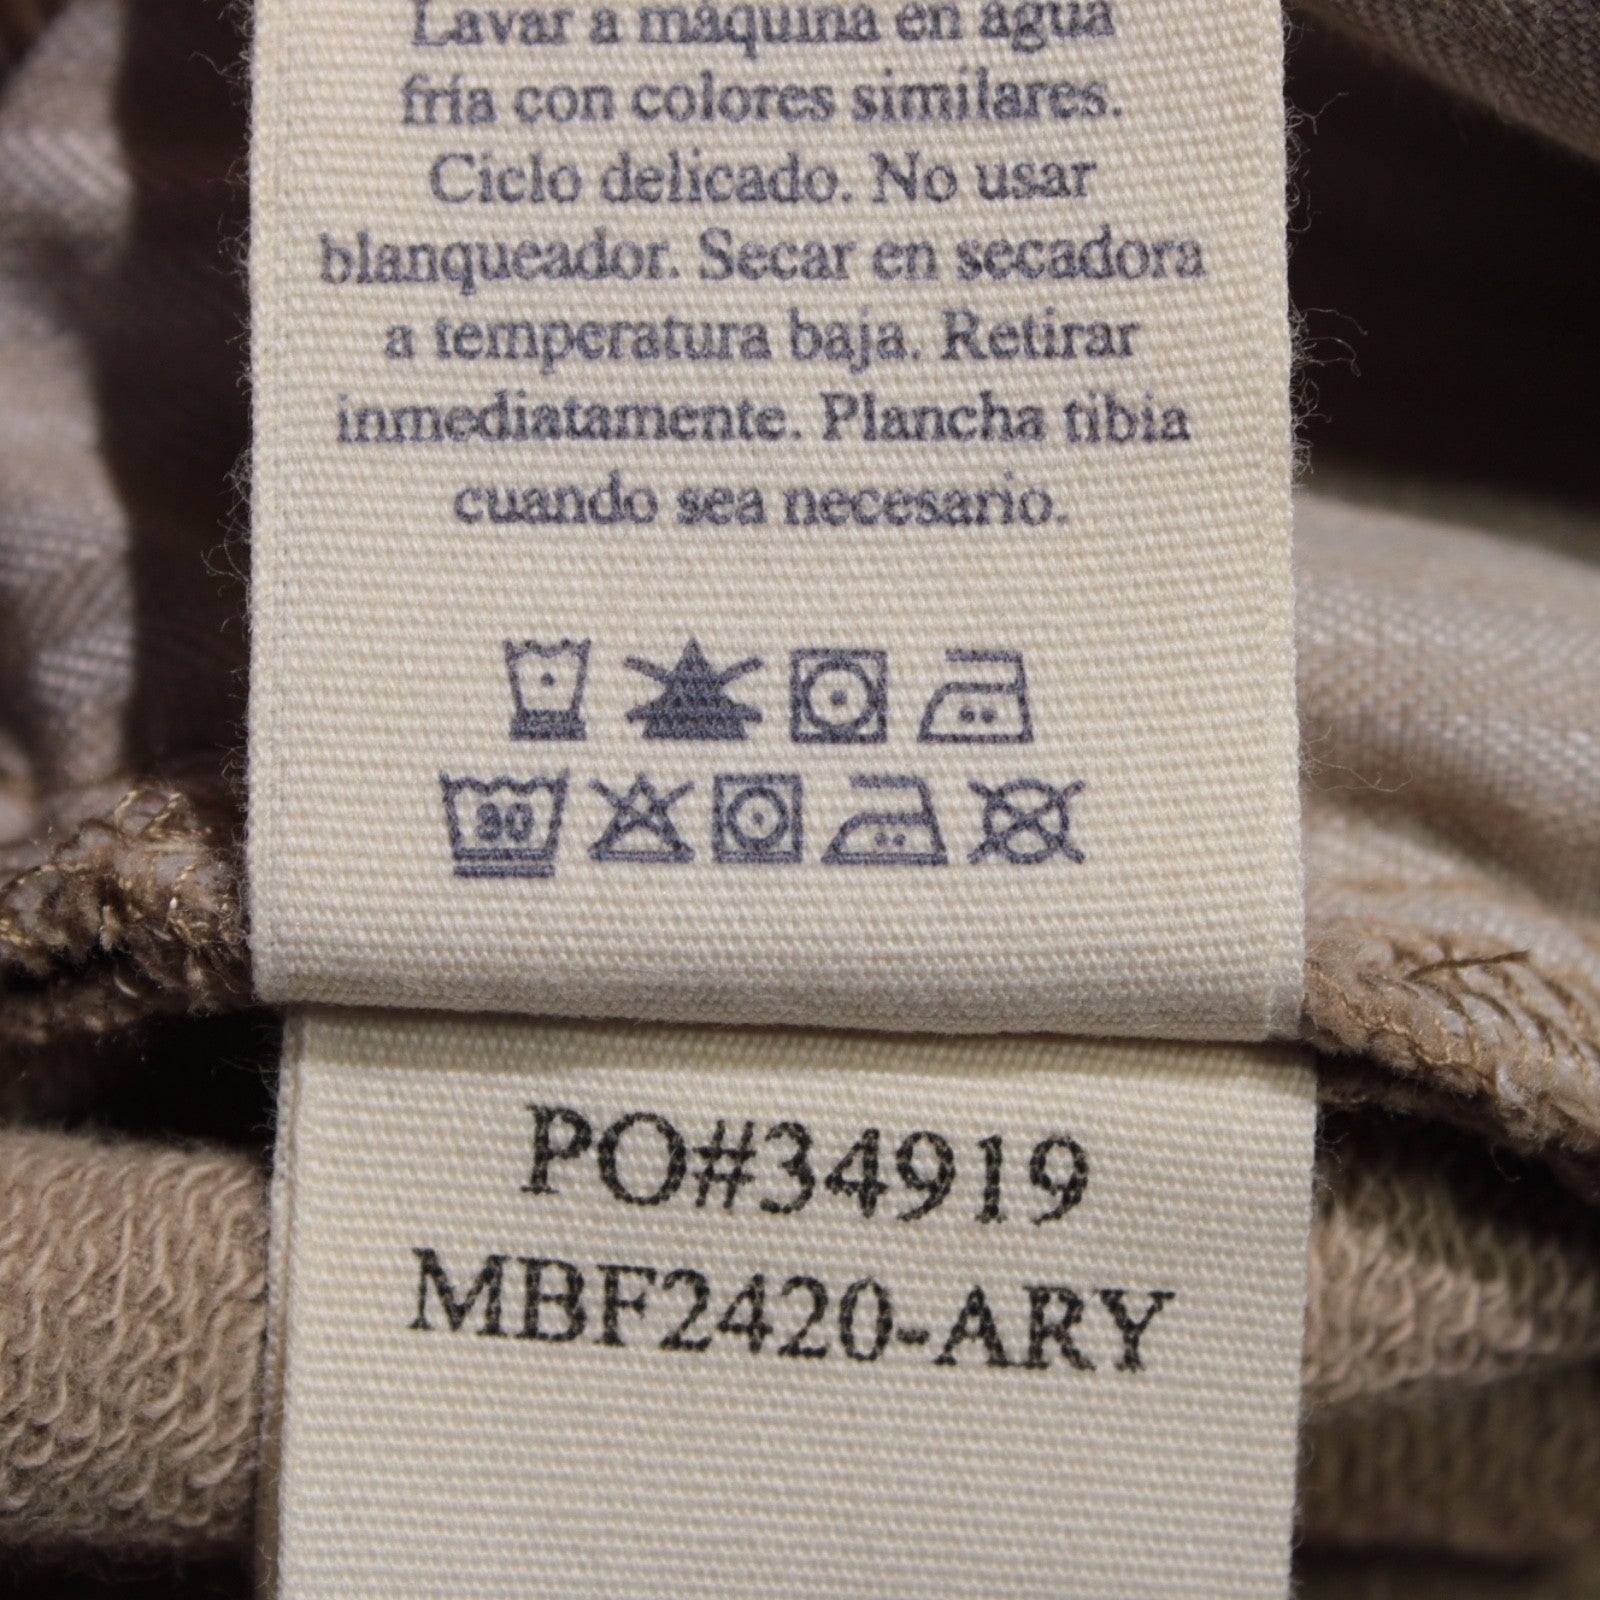 Lavar a máquina en agua
fría con colores similares.
Ciclo delicado. No usar
blanqueador. Secar en secadora
a temperatura baja. Retirar
inmediatamente. Plancha tibia
cuando sea necesario.
30
PO#34919
MBF2420-ARY